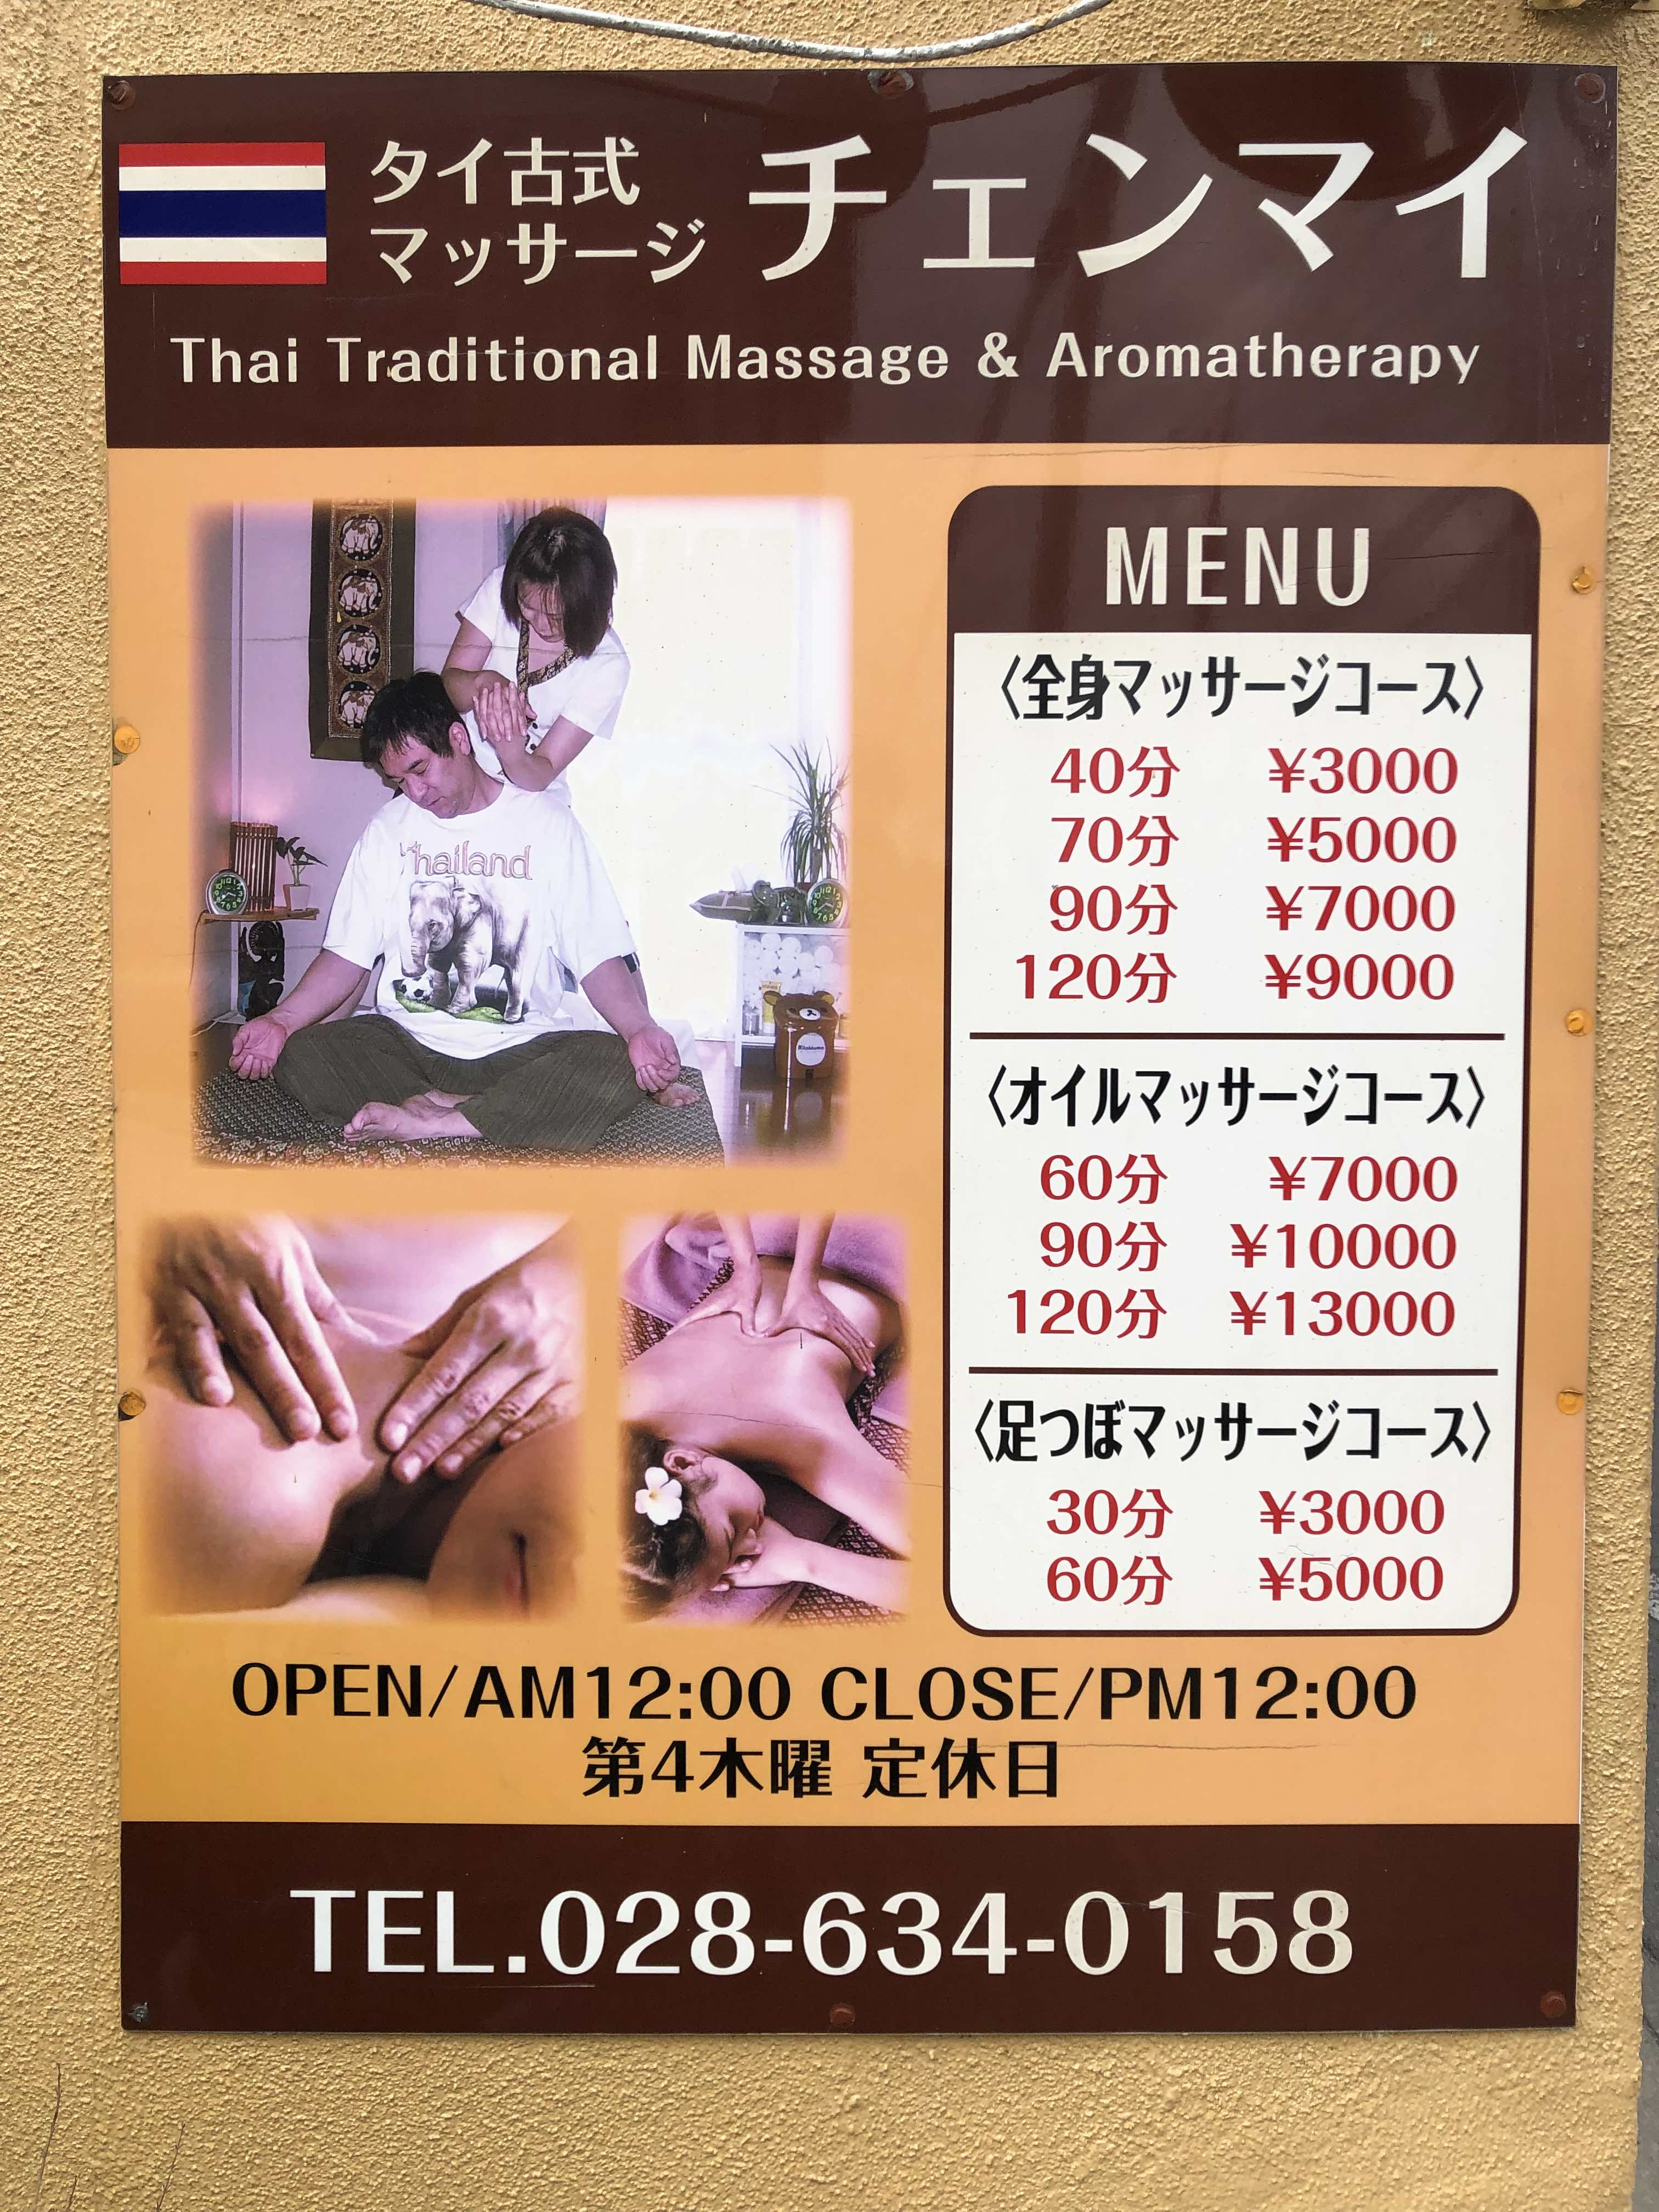 タイ古式
マッサージ
チェンマイ
Thai Traditional Massage & Aromatherapy
Thailand
MENU
〈全身マッサージコース〉
40分 ¥3000
70分 ¥5000
90分 ¥7000
120分 ¥9000
〈オイルマッサージコース〉
60分 ¥7000
90分 ¥10000
120分 ¥13000
〈足つぼマッサージコース〉
30分 ¥3000
60分 ¥5000
OPEN/AM12:00 CLOSE/PM12:00
第4木曜 定休日
TEL.028-634-0158